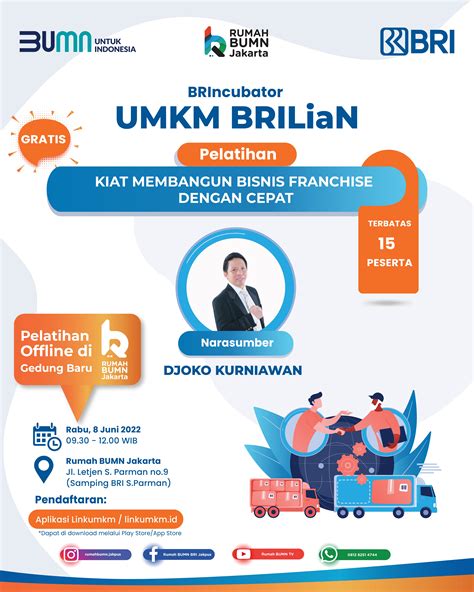 BUMN UNTUK INDONESIA
RUMAH BUMN Jakarta
BRI
BRIncubator
UMKM BRILiaN
GRATIS
Pelatihan
KIAT MEMBANGUN BISNIS FRANCHISE
DENGAN CEPAT
TERBATAS
15
PESERTA
Narasumber
DJOKO KURNIAWAN
Pelatihan
Offline di
Gedung Baru
RUMAH
BUMN
Jakarta
Rabu, 8 Juni 2022
09.30 - 12.00 WIB
Rumah BUMN Jakarta
Jl. Letjen S. Parman no.9
(Samping BRI S.Parman)
Pendaftaran:
Aplikasi Linkumkm / linkumkm.id
*Dapat di download melalui Play Store/App Store
rumahbumn.jakpus
Rumah BUMN BRI Jakpus
Rumah BUMN TV
0812 8251 4744